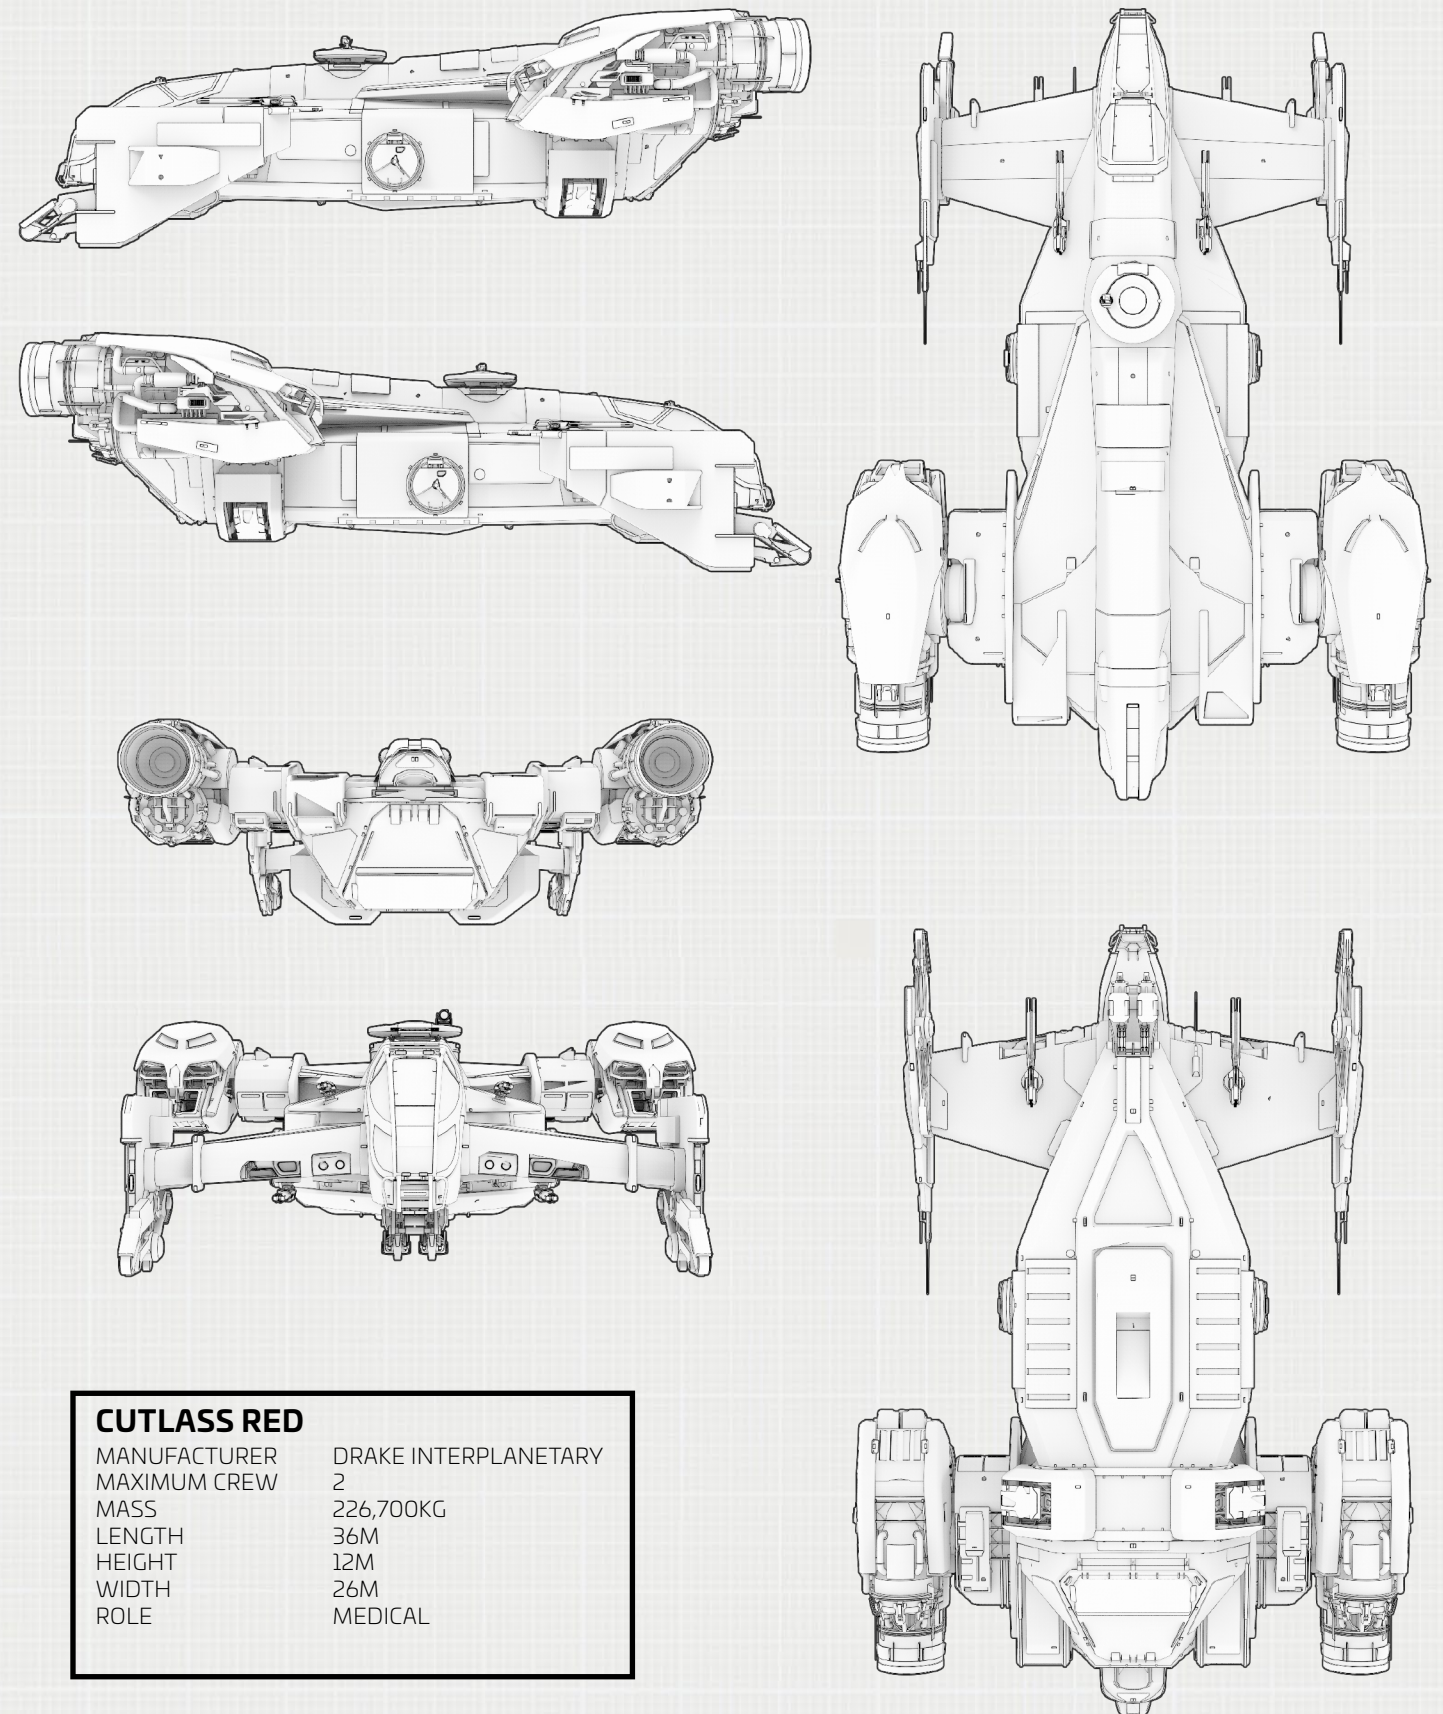 CUTLASS RED
MANUFACTURER DRAKE INTERPLANETARY
MAXIMUM CREW 2
MASS 226,700KG
LENGTH 36M
HEIGHT 12M
WIDTH 26M
ROLE MEDICAL